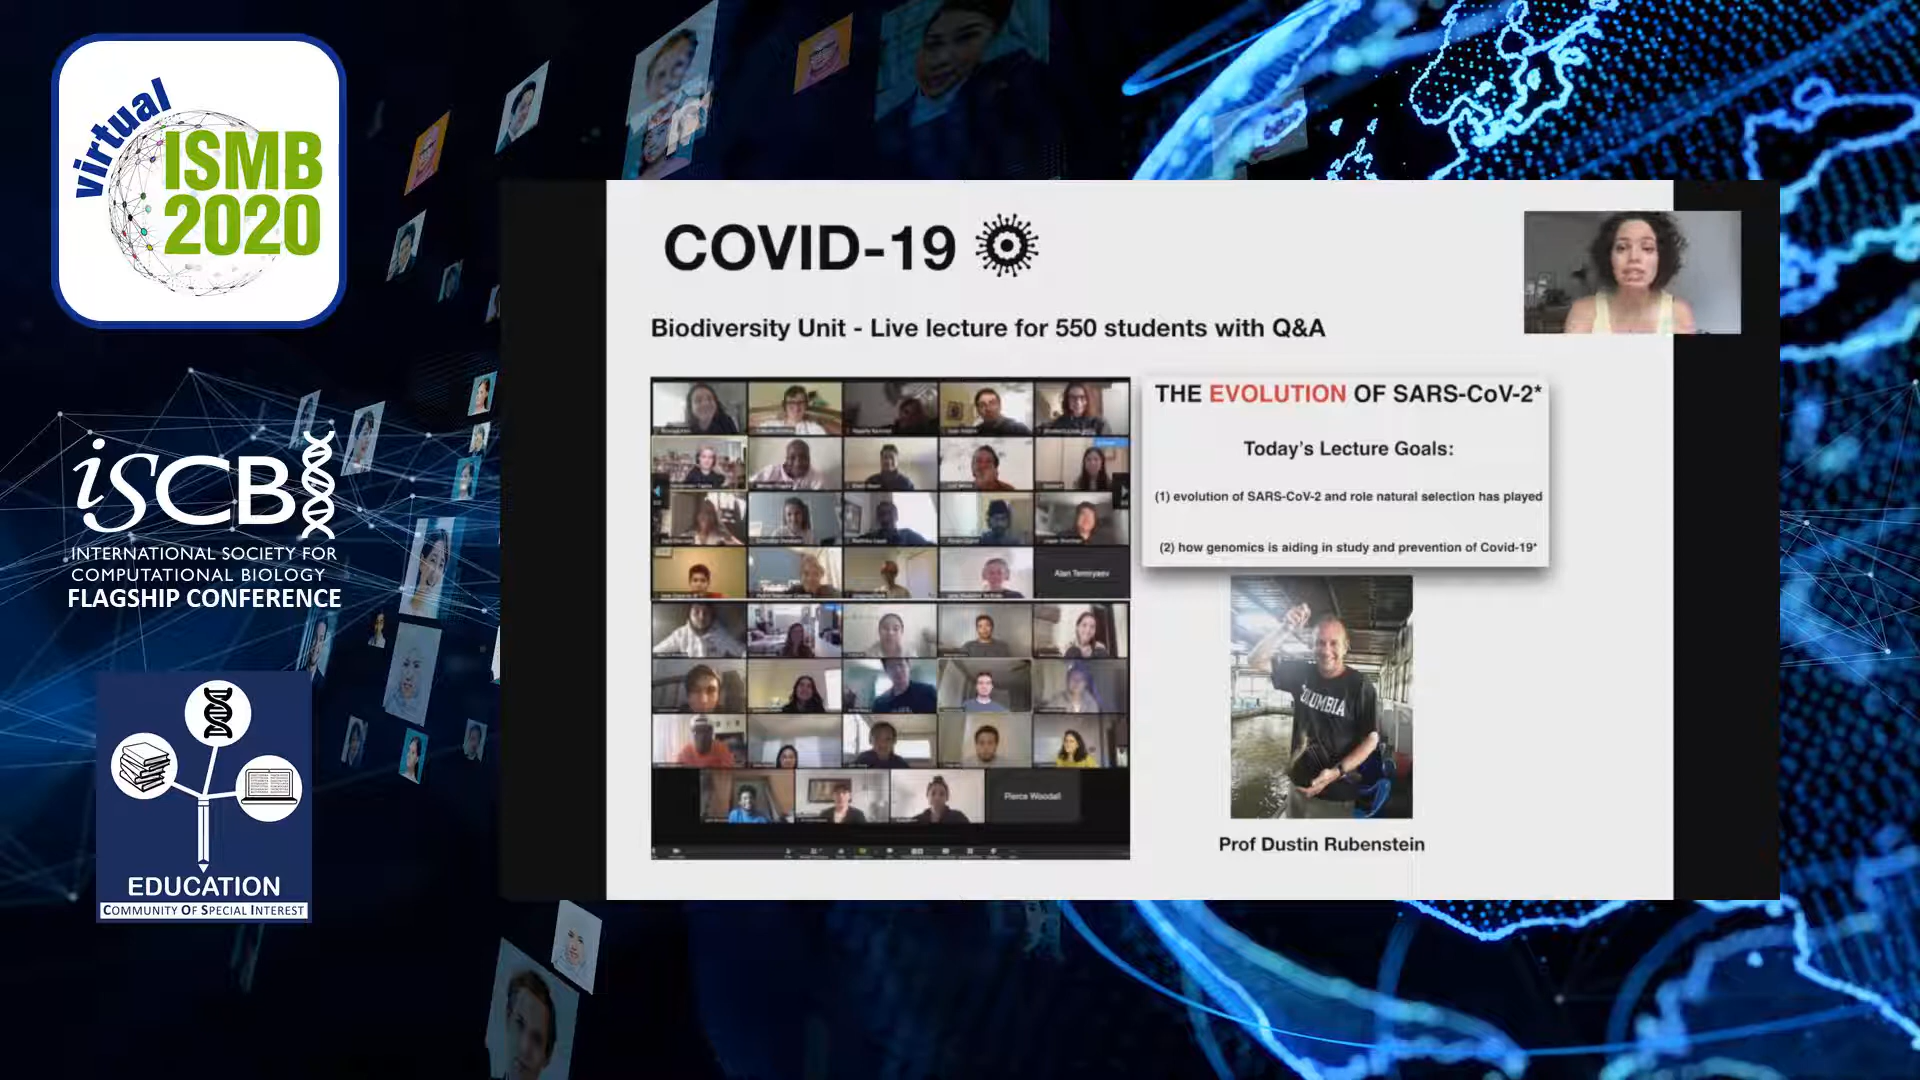 virtual
ISMB
2020
iSCB
INTERNATIONAL SOCIETY FOR
COMPUTATIONAL BIOLOGY
FLAGSHIP CONFERENCE
EDUCATION
COMMUNITY OF SPECIAL INTEREST
COVID-19
Biodiversity Unit - Live lecture for 550 students with Q&A
THE EVOLUTION OF SARS-CoV-2*
Today's Lecture Goals:
(1) evolution of SARS-CoV-2 and role natural selection has played
(2) how genomics is aiding in study and prevention of Covid-19*
Alan Temiryaev
Pierce Woodall
COLUMBIA
Prof Dustin Rubenstein